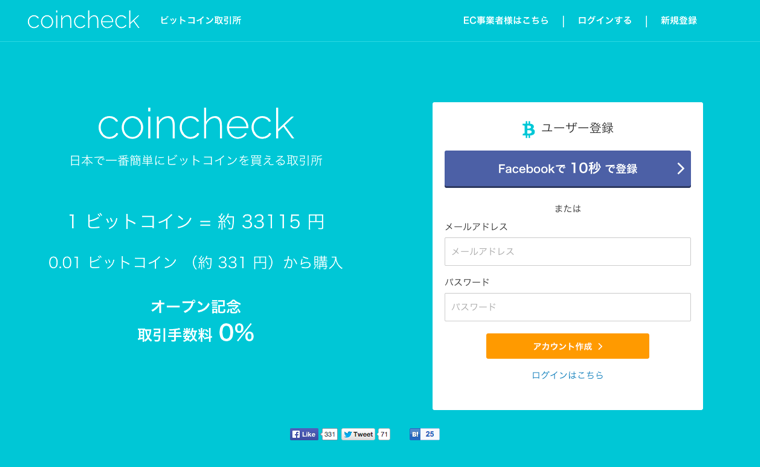 coincheck
ビットコイン取引所
EC事業者様はこちら | ログインする | 新規登録
coincheck
日本で一番簡単にビットコインを買える取引所
1 ビットコイン = 約 33115 円
0.01 ビットコイン （約 331 円）から購入
オープン記念
取引手数料 0%
ユーザー登録
Facebookで 10秒 で登録
または
メールアドレス
メールアドレス
パスワード
パスワード
アカウント作成
ログインはこちら
Like 331 Tweet 71 B! 25